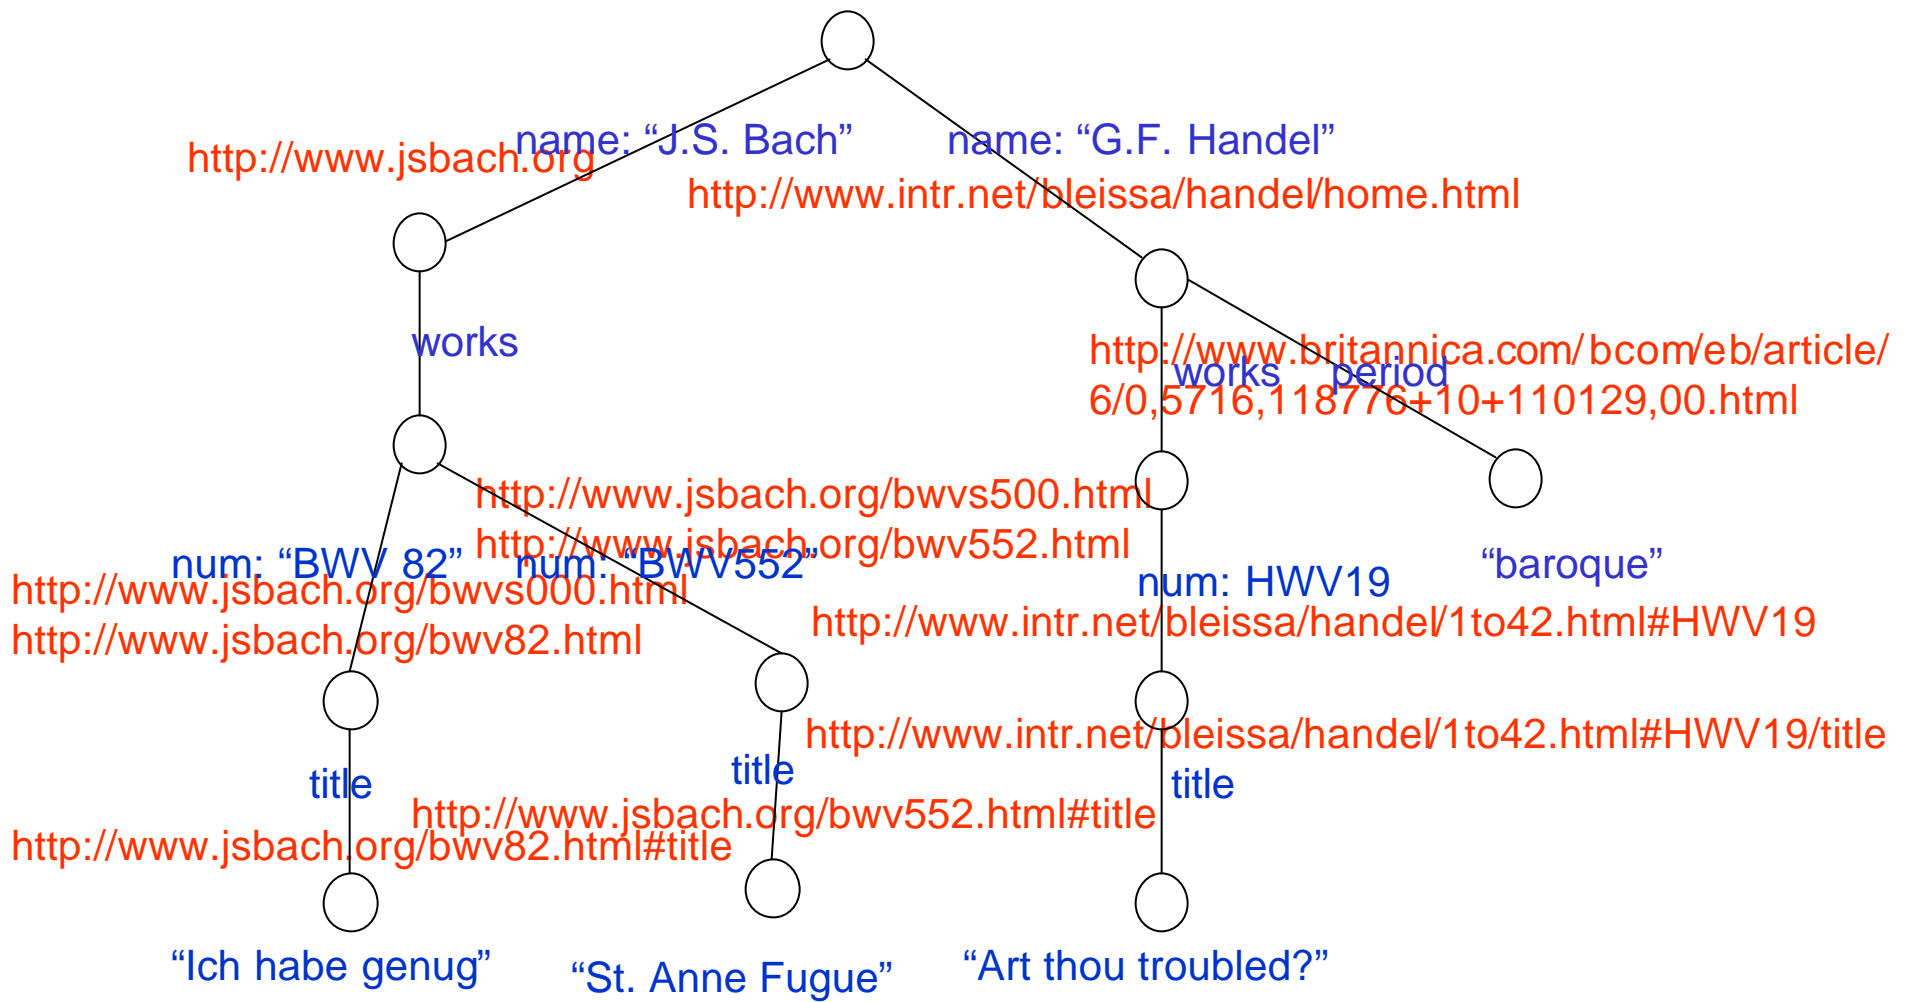 name: “J.S. Bach”
name: “G.F. Handel”
http://www.jsbach.org
http://www.intr.net/bleissa/handel/home.html
works
http://www.britannica.com/bcom/eb/article/
works
period
6/0,5716,118776+10+110129,00.html
http://www.jsbach.org/bwvs500.html
http://www.jsbach.org/bwv552.html
num: “BWV 82”
num: “BWV552”
“baroque”
num: HWV19
http://www.jsbach.org/bwvs000.html
http://www.jsbach.org/bwv82.html
http://www.intr.net/bleissa/handel/1to42.html#HWV19
http://www.intr.net/bleissa/handel/1to42.html#HWV19/title
title
title
title
http://www.jsbach.org/bwv552.html#title
http://www.jsbach.org/bwv82.html#title
“Ich habe genug”
“St. Anne Fugue”
“Art thou troubled?”